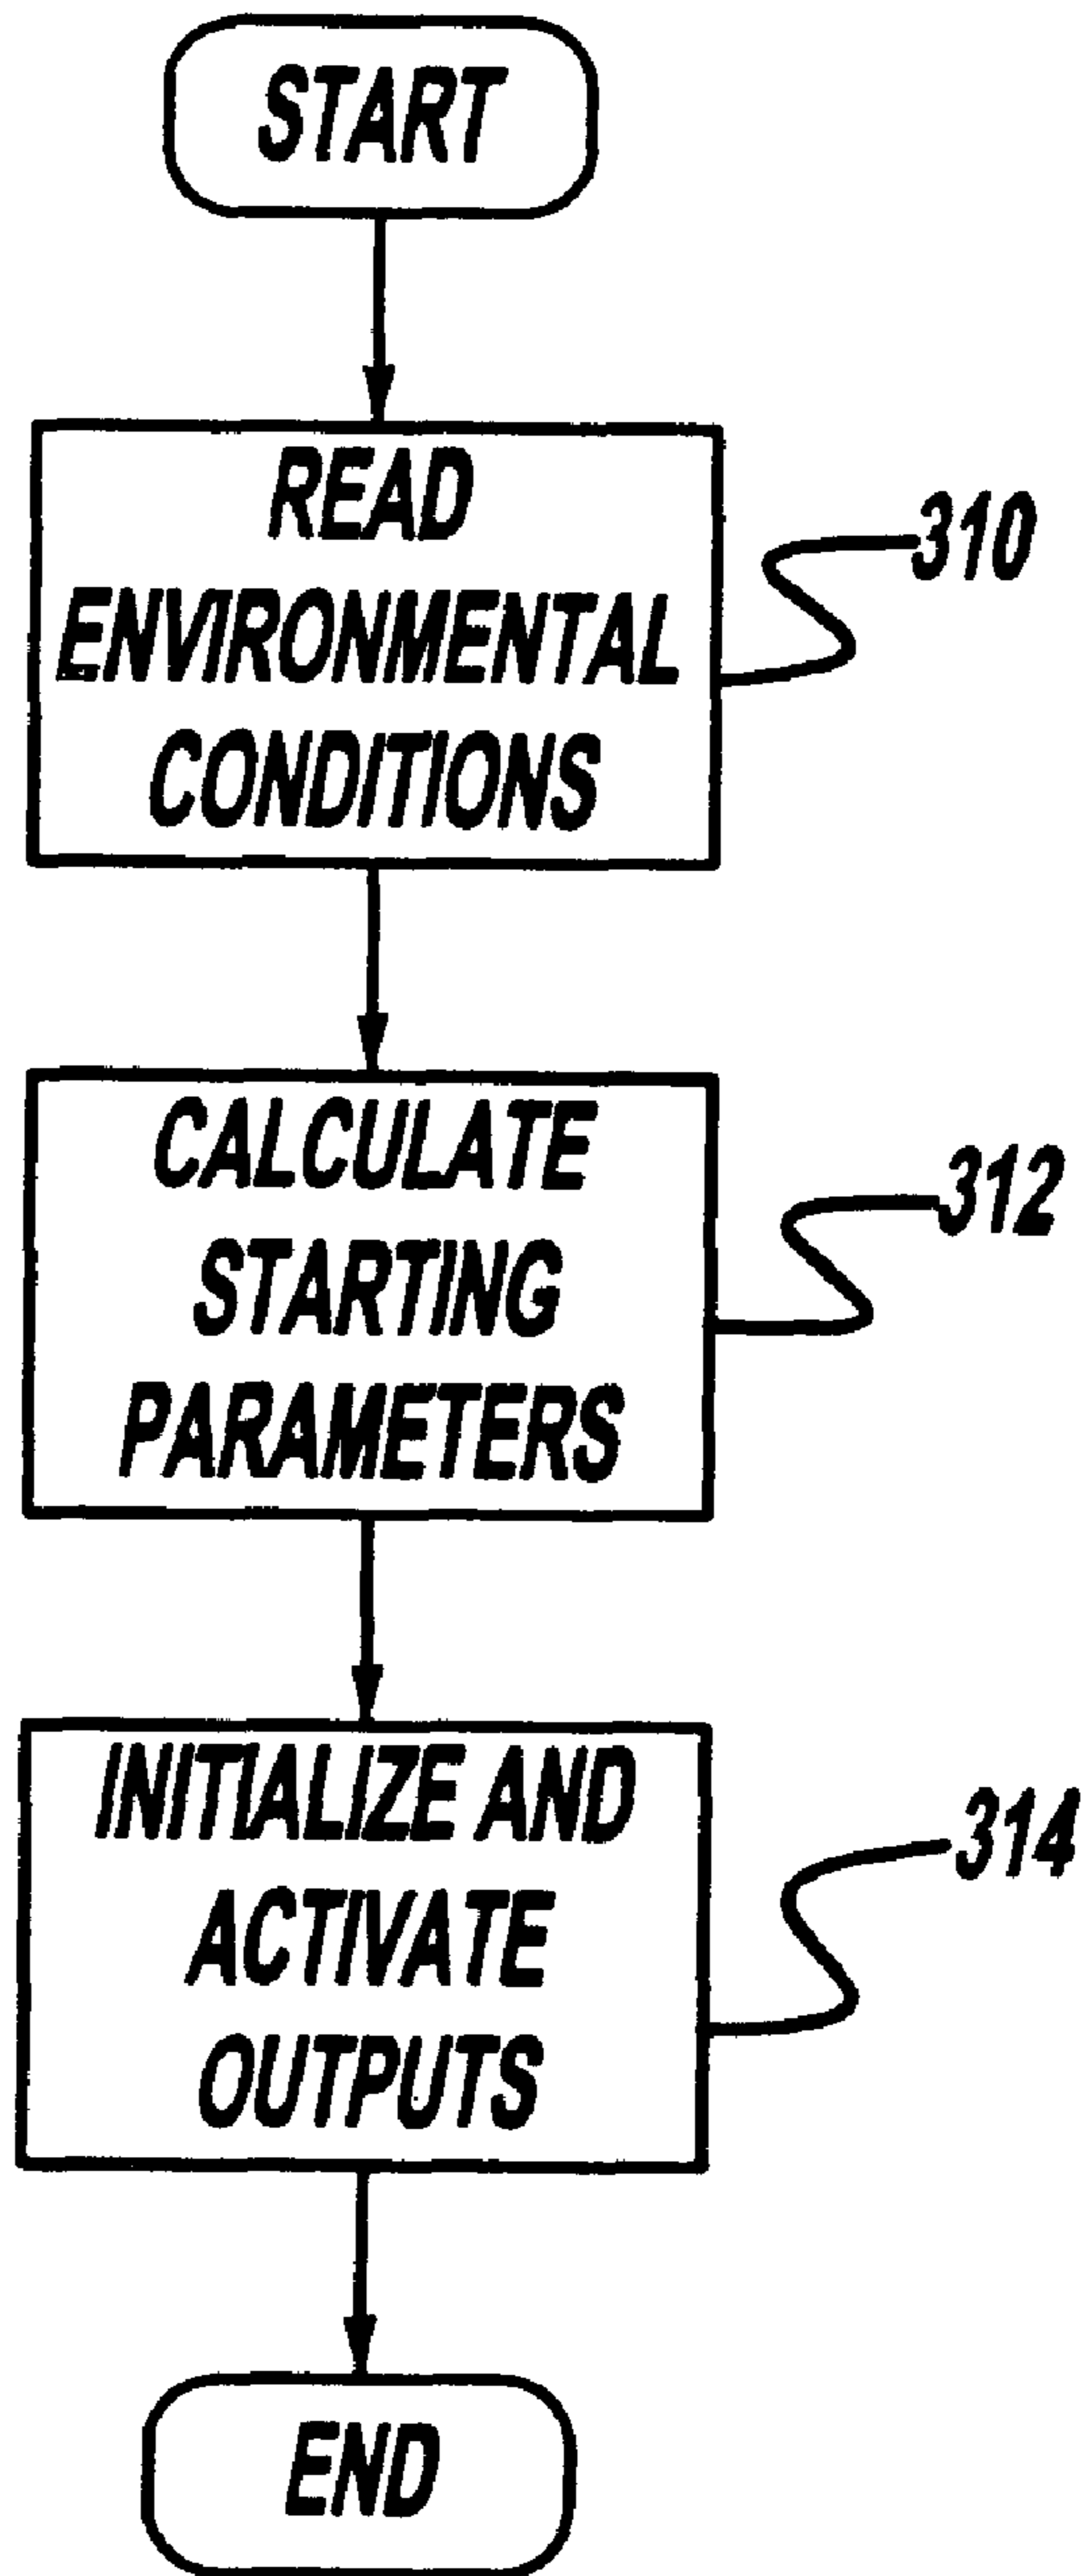 START
READ
ENVIRONMENTAL
CONDITIONS
310
CALCULATE
STARTING
PARAMETERS
312
INITIALIZE AND
ACTIVATE
OUTPUTS
314
END